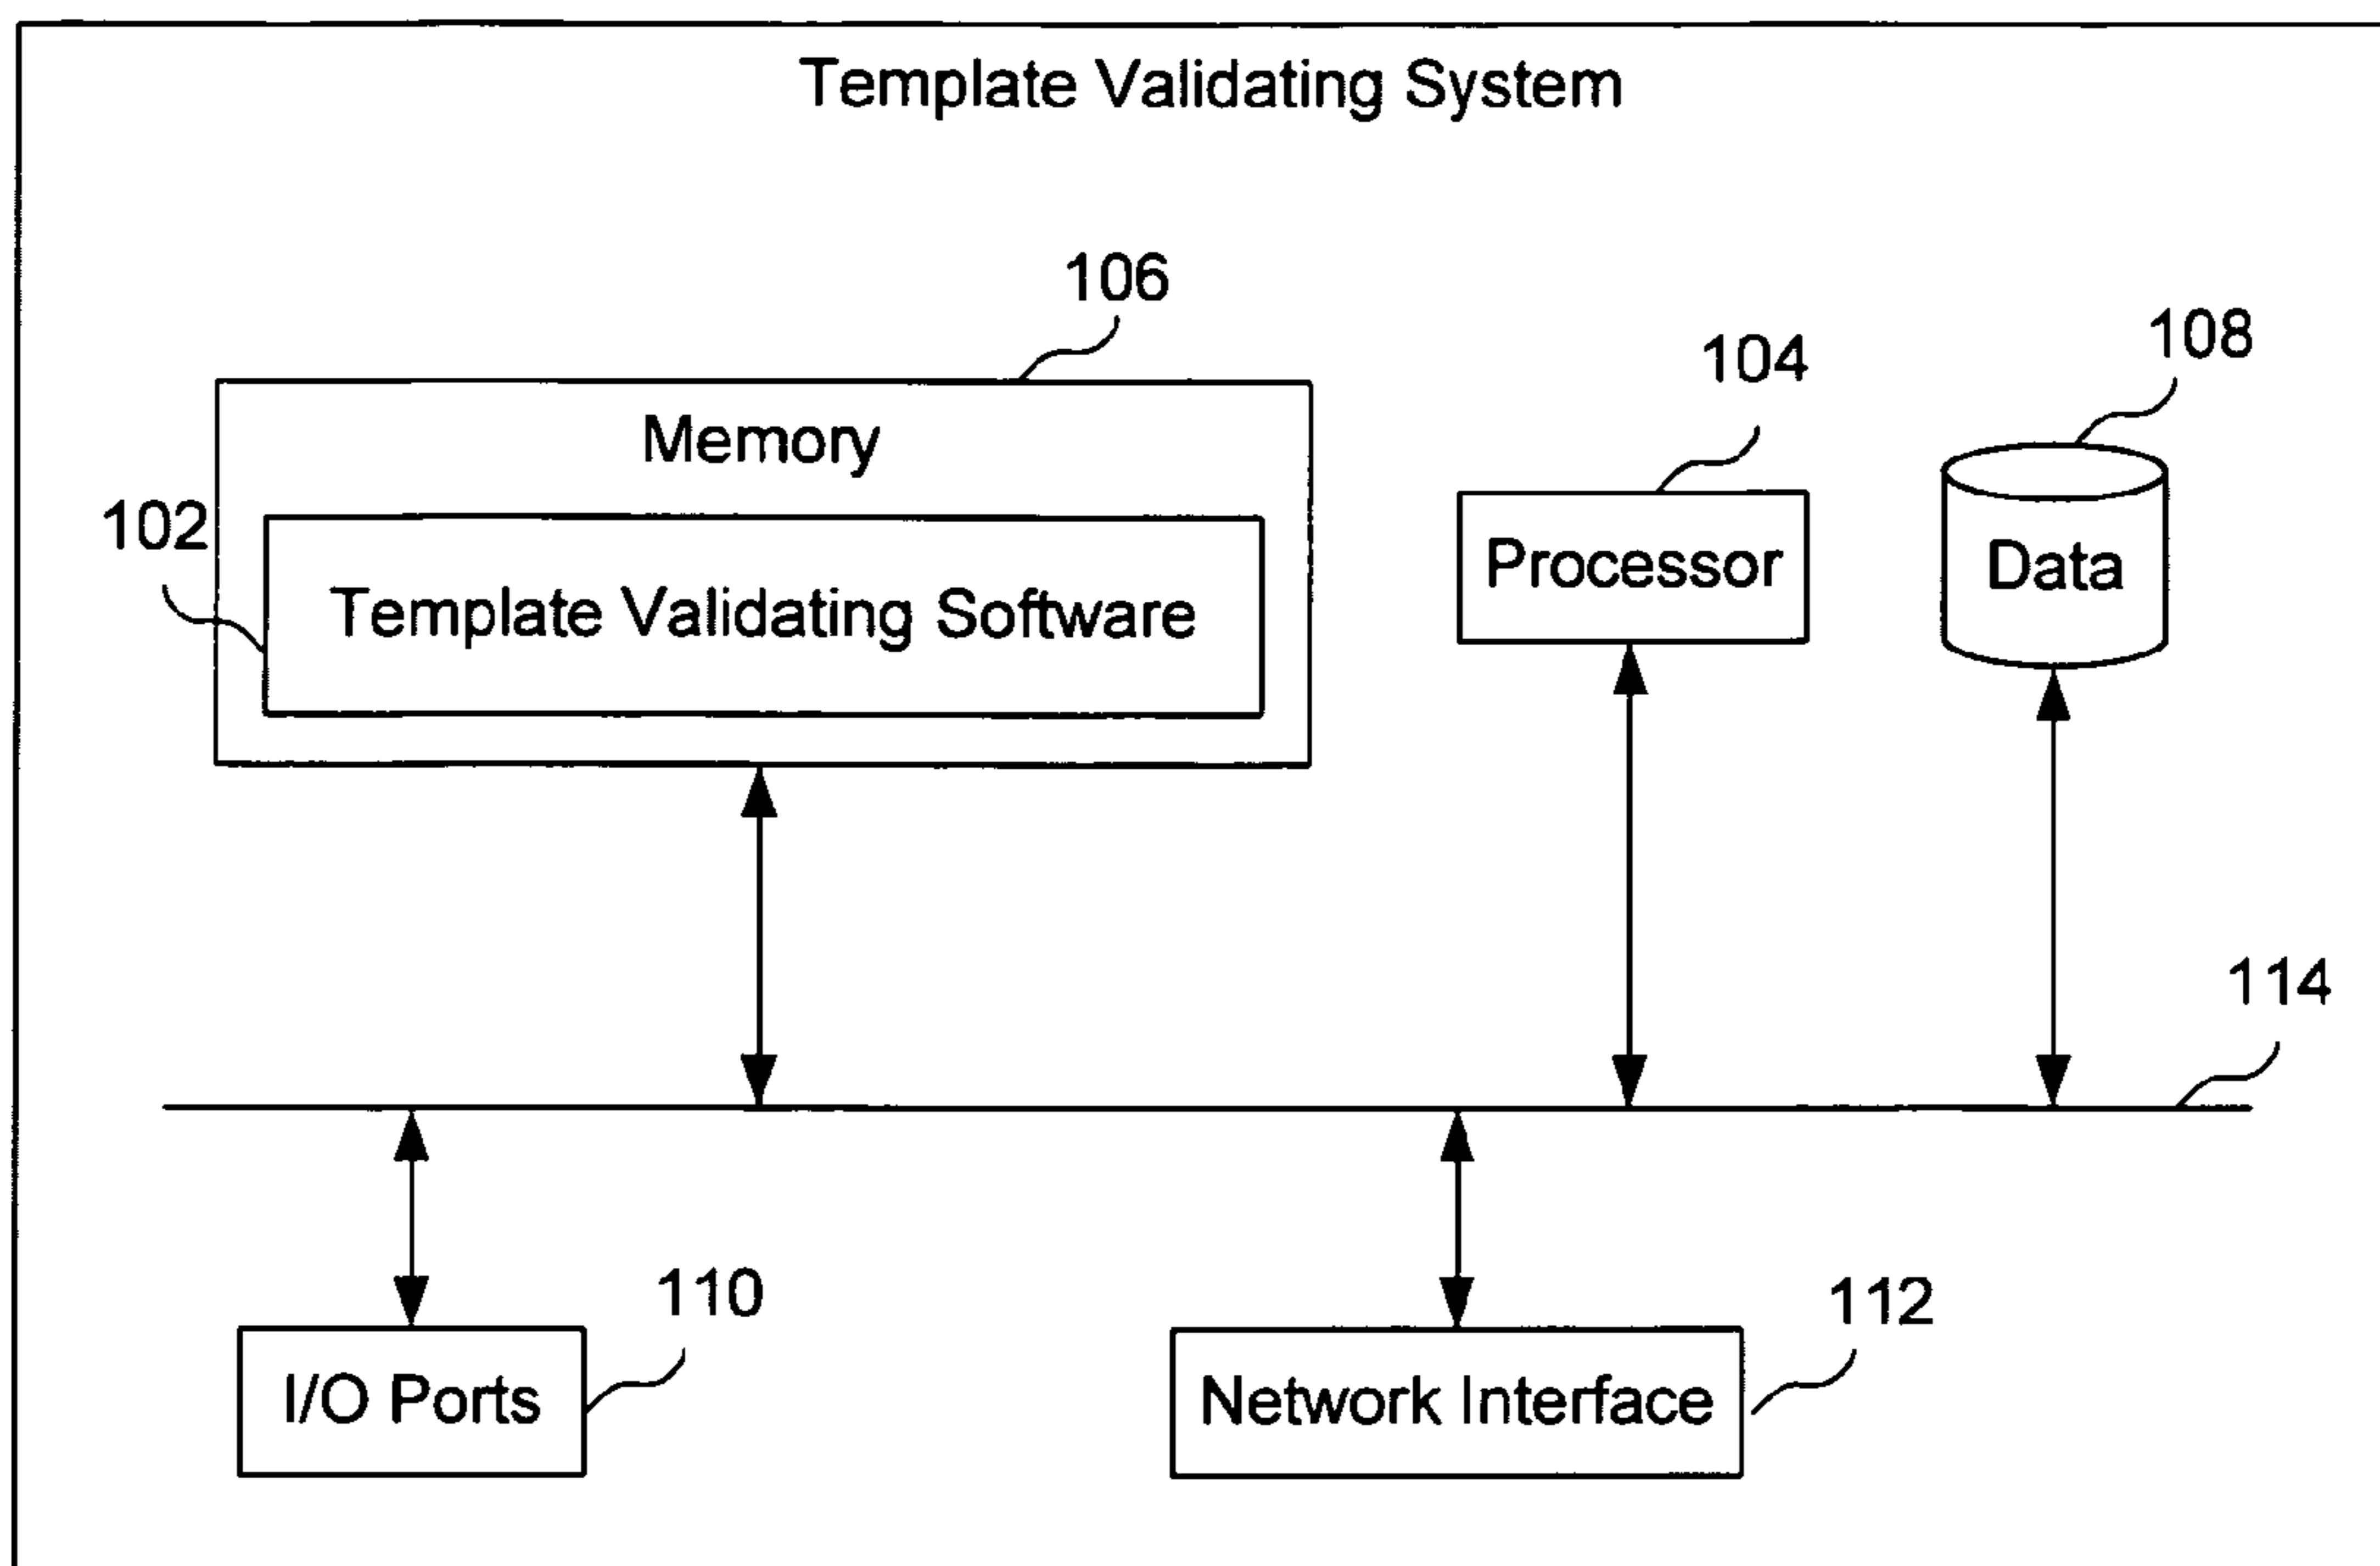 Template Validating System
106
104
108
Memory
102
Processor
Data
Template Validating Software
114
110
112
I/O Ports
Network Interface